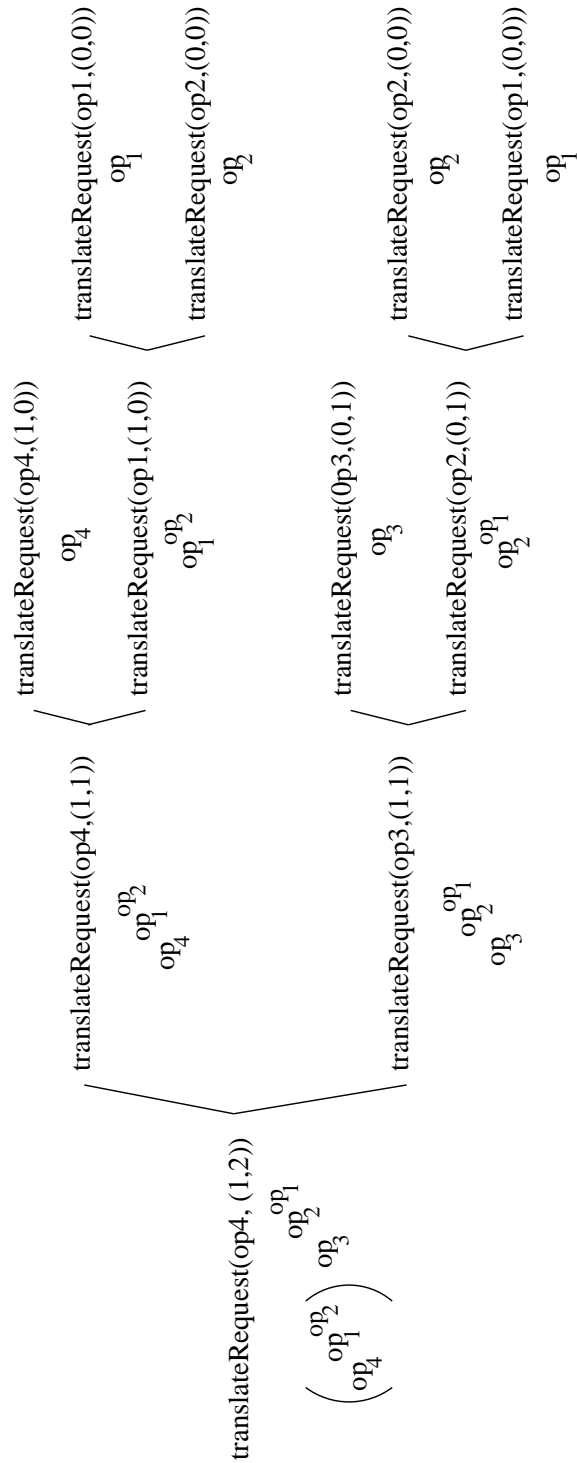 translateRequest(op4, (1,2))
(op₄^op₁^op₂)^op₃^op₂^op₁
translateRequest(op4,(1,1))
op₄^op₁^op₂
translateRequest(op3,(1,1))
op₃^op₂^op₁
translateRequest(op4,(1,0))
op₄
translateRequest(op1,(1,0))
op₁^op₂
translateRequest(0p3,(0,1))
op₃
translateRequest(op2,(0,1))
op₂^op₁
translateRequest(op1,(0,0))
op₁
translateRequest(op2,(0,0))
op₂
translateRequest(op2,(0,0))
op₂
translateRequest(op1,(0,0))
op₁